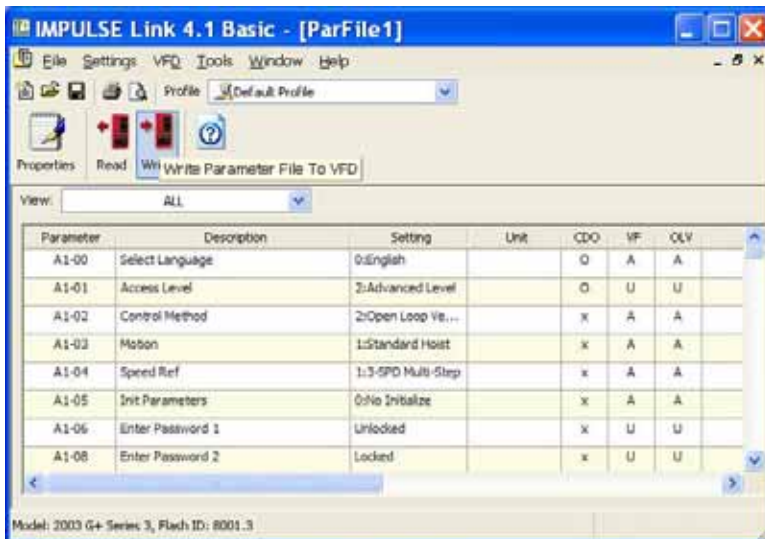 IMPULSE Link 4.1 Basic - [ParFile1]
File Settings VFD Tools Window Help
Profile Default Profile
Properties Read Wri Write Parameter File To VFD
View: ALL
Parameter Description Setting Unit CDO VF OLV
A1-00 Select Language 0:English O A A
A1-01 Access Level 2:Advanced Level O U U
A1-02 Control Method 2:Open Loop Ve... x A A
A1-03 Motion 1:Standard Hoist x A A
A1-04 Speed Ref 1:3-SPD Multi-Step x A A
A1-05 Init Parameters 0:No Initialize x A A
A1-06 Enter Password 1 Unlocked x U U
A1-08 Enter Password 2 Locked x U U
Model: 2003 G+ Series 3, Flash ID: 8001.3